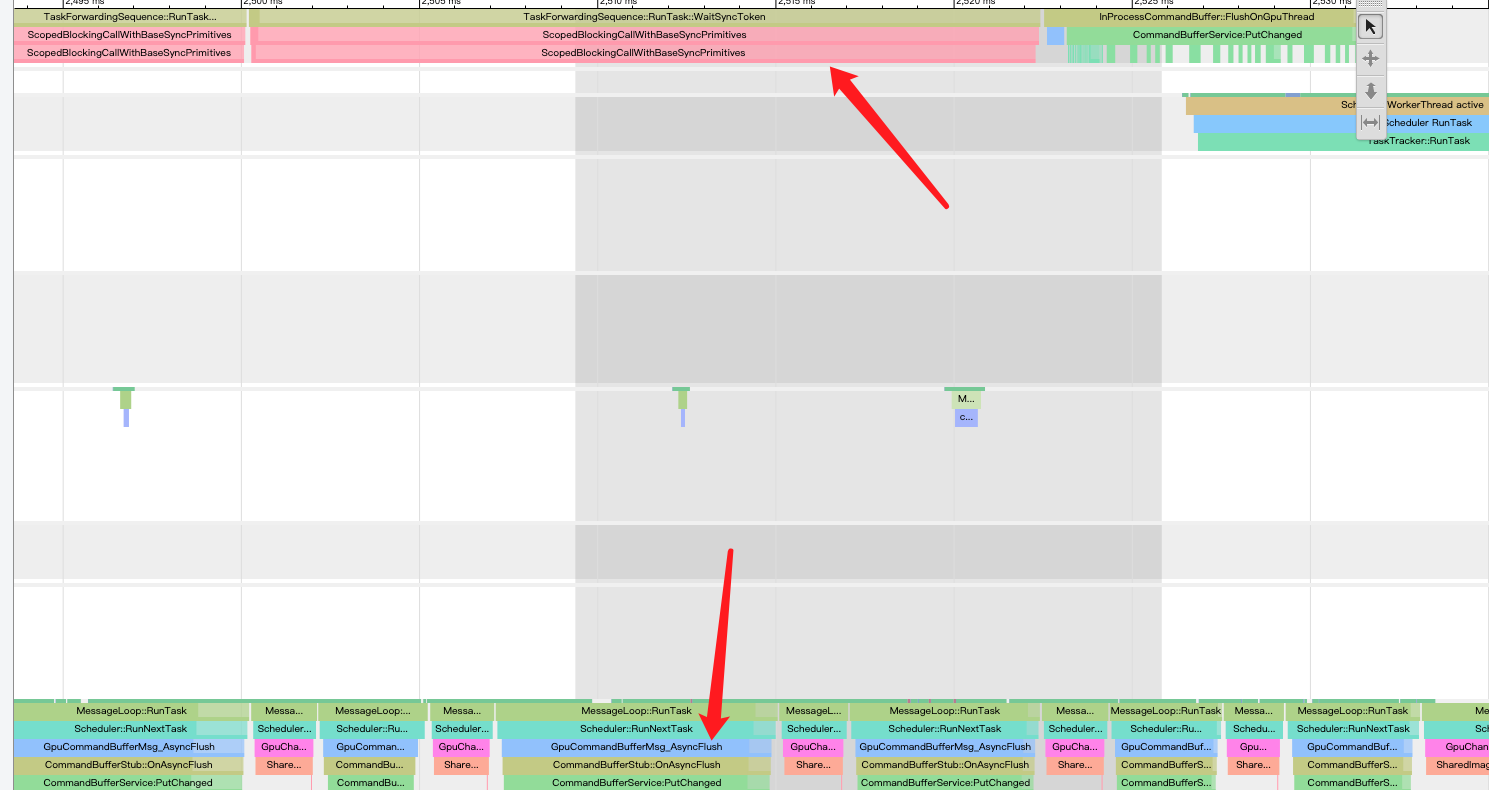 2,495 ms 2,500 ms 2,505 ms 2,510 ms 2,515 ms 2,520 ms 2,525 ms 2,530 ms
TaskForwardingSequence::RunTask... TaskForwardingSequence::RunTask::WaitSyncToken InProcessCommandBuffer::FlushOnGpuThread
ScopedBlockingCallWithBaseSyncPrimitives ScopedBlockingCallWithBaseSyncPrimitives CommandBufferService:PutChanged
ScopedBlockingCallWithBaseSyncPrimitives ScopedBlockingCallWithBaseSyncPrimitives
Sch WorkerThread active
Scheduler RunTask
TaskTracker::RunTask
M...
c...
MessageLoop::RunTask Messa... MessageLoop:... Messa... MessageLoop::RunTask MessageL... MessageLoop::RunTask Messa... MessageLoop::RunTask Messa... MessageLoop::RunTask Me
Scheduler::RunNextTask Scheduler... Scheduler::Ru... Scheduler... Scheduler::RunNextTask Scheduler... Scheduler::RunNextTask Schedu... Scheduler::Ru... Schedu... Scheduler::RunNextTask Sch
GpuCommandBufferMsg_AsyncFlush GpuCha... GpuComman... GpuCha... GpuCommandBufferMsg_AsyncFlush GpuCha... GpuCommandBufferMsg_AsyncFlush GpuCha... GpuCommandBuf... Gpu... GpuCommandBuf... GpuChan
CommandBufferStub::OnAsyncFlush Share... CommandBu... Share... CommandBufferStub::OnAsyncFlush Share... CommandBufferStub::OnAsyncFlush Share... CommandBufferS... Share... CommandBufferS... SharedImag
CommandBufferService:PutChanged CommandBu... CommandBufferService:PutChanged CommandBufferService:PutChanged CommandBufferS... CommandBufferS...